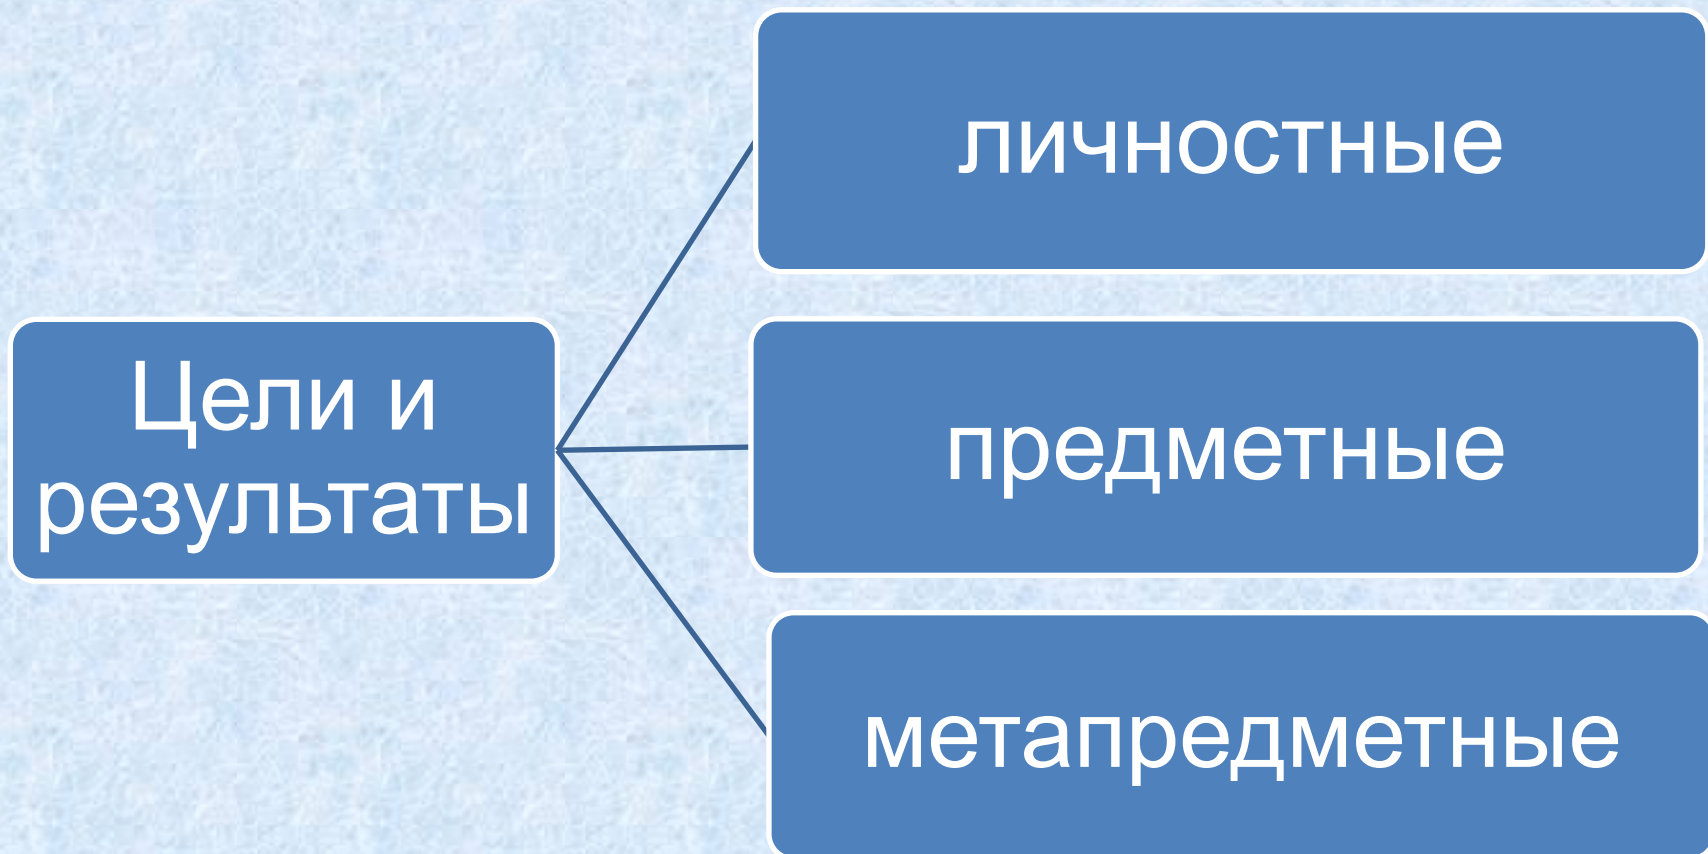 личностные
Цели и
результаты
предметные
метапредметные